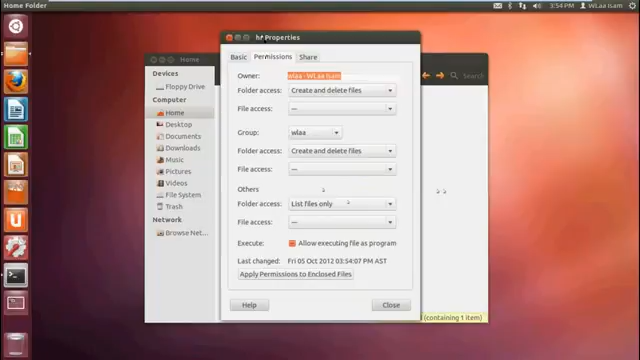 Home Folder
3:54 PM
WLaa Isam
Properties
Basic
Permissions
Share
Search
Devices
Floppy Drive
Computer
Home
Desktop
Documents
Downloads
Music
Pictures
Videos
File System
Trash
Network
Browse Net...
Owner:
wlaa - WLaa Isam
Folder access:
Create and delete files
File access:
---
Group:
wlaa
Folder access:
Create and delete files
File access:
---
Others
Folder access:
List files only
File access:
---
Execute:
Allow executing file as program
Last changed:
Fri 05 Oct 2012 03:54:07 PM AST
Apply Permissions to Enclosed Files
Help
Close
(containing 1 item)